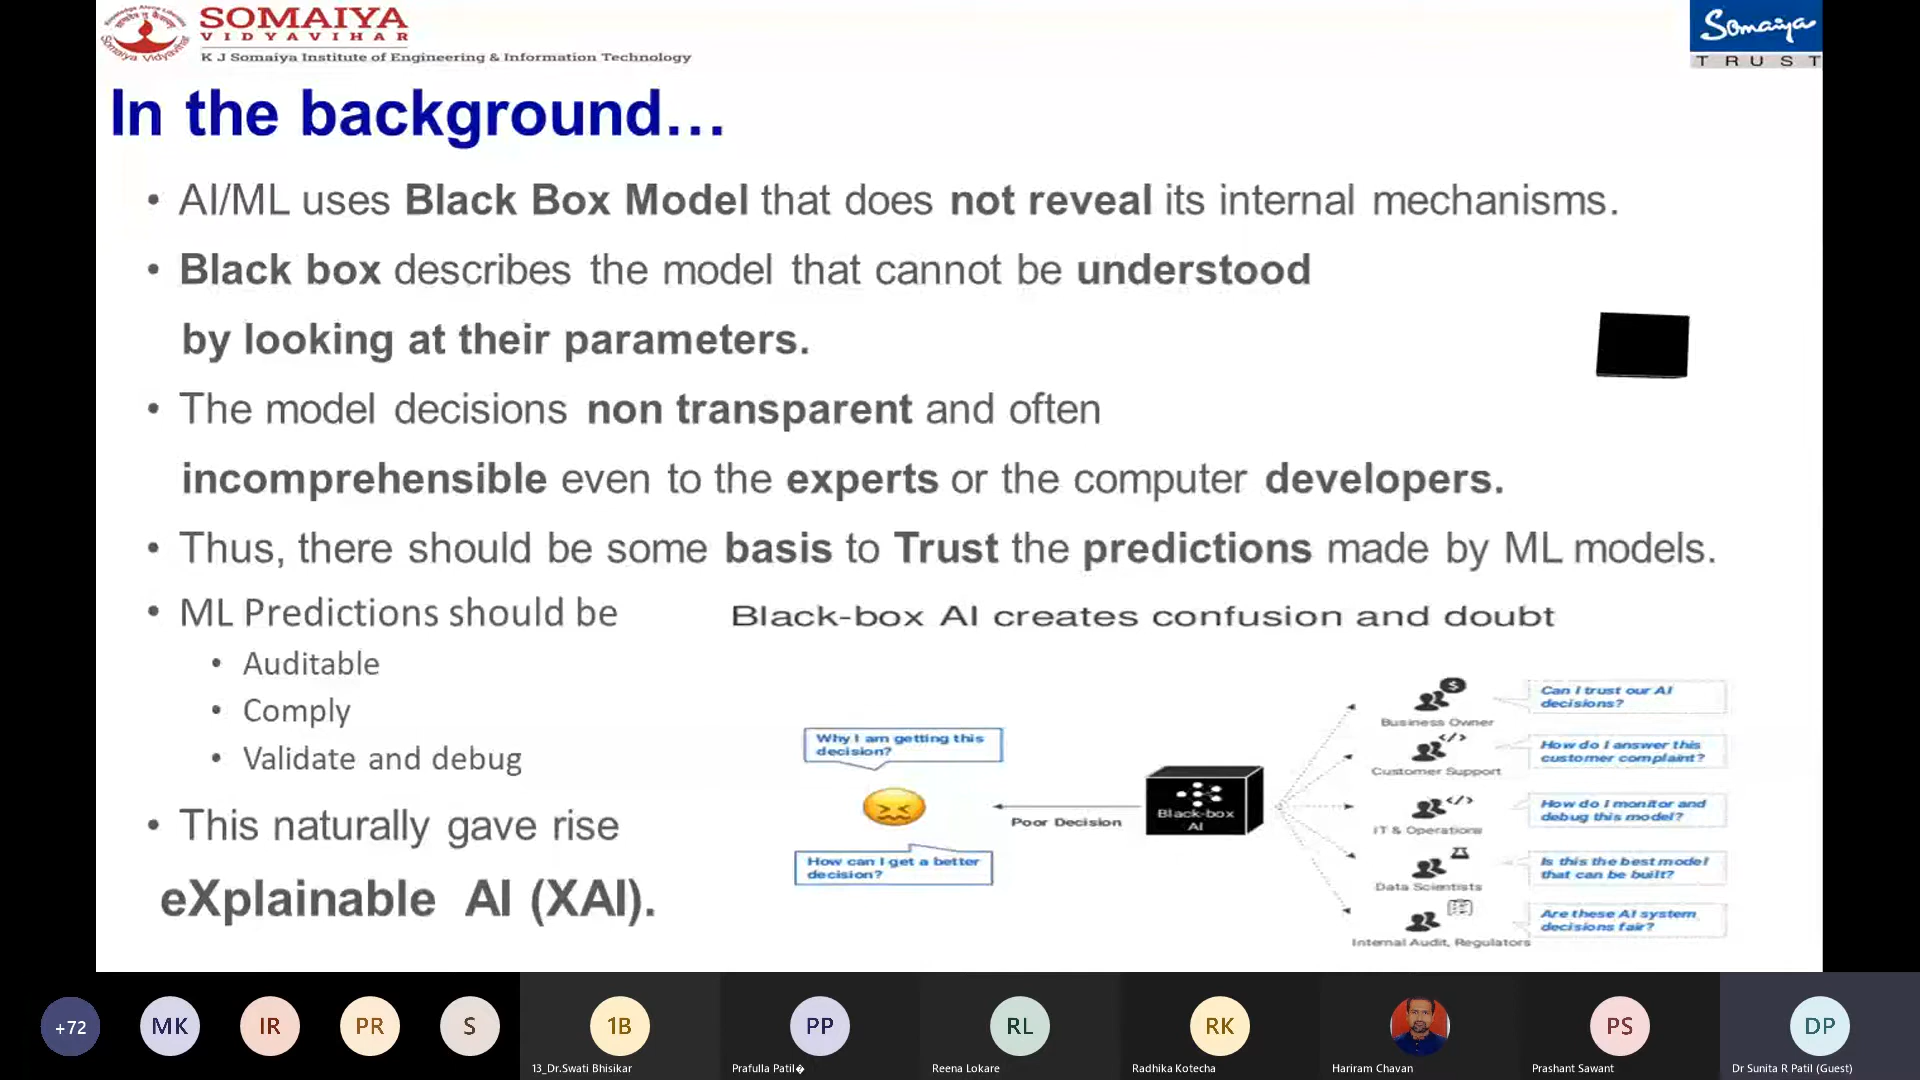 SOMAIYA
VIDYAVIHAR
K J Somaiya Institute of Engineering & Information Technology
Somaiya
TRUST
In the background…
• AI/ML uses Black Box Model that does not reveal its internal mechanisms.
• Black box describes the model that cannot be understood
by looking at their parameters.
• The model decisions non transparent and often
incomprehensible even to the experts or the computer developers.
• Thus, there should be some basis to Trust the predictions made by ML models.
• ML Predictions should be
• Auditable
• Comply
• Validate and debug
• This naturally gave rise
eXplainable AI (XAI).
Black-box AI creates confusion and doubt
Why I am getting this
decision?
How can I get a better
decision?
Poor Decision
Black-box
AI
Business Owner
Can I trust our AI
decisions?
Customer Support
How do I answer this
customer complaint?
IT & Operations
How do I monitor and
debug this model?
Data Scientists
Is this the best model
that can be built?
Internal Audit, Regulators
Are these AI system
decisions fair?
+72
MK
IR
PR
S
1B
13_Dr.Swati Bhisikar
PP
Prafulla Patil�
RL
Reena Lokare
RK
Radhika Kotecha
Hariram Chavan
PS
Prashant Sawant
DP
Dr Sunita R Patil (Guest)